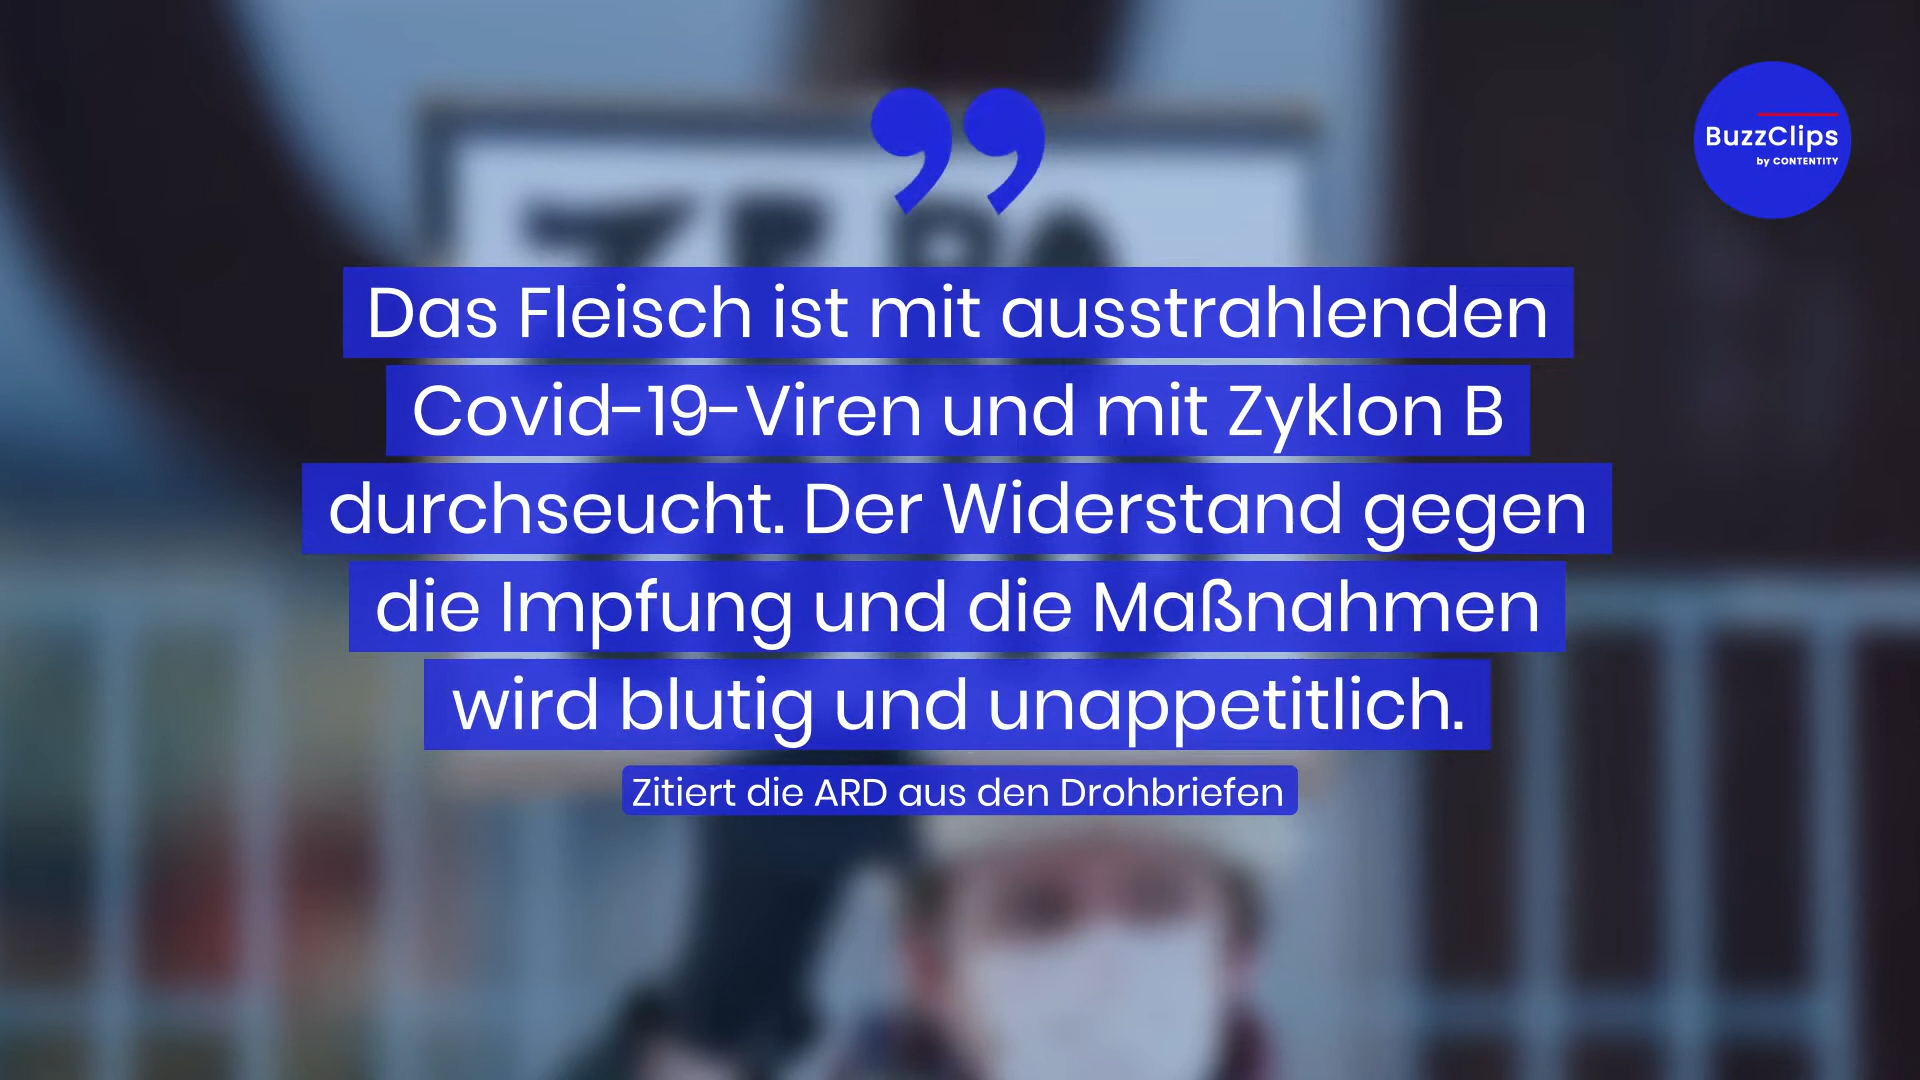 ”
BuzzClips
by CONTENTITY
Das Fleisch ist mit ausstrahlenden
Covid-19-Viren und mit Zyklon B
durchseucht. Der Widerstand gegen
die Impfung und die Maßnahmen
wird blutig und unappetitlich.
Zitiert die ARD aus den Drohbriefen